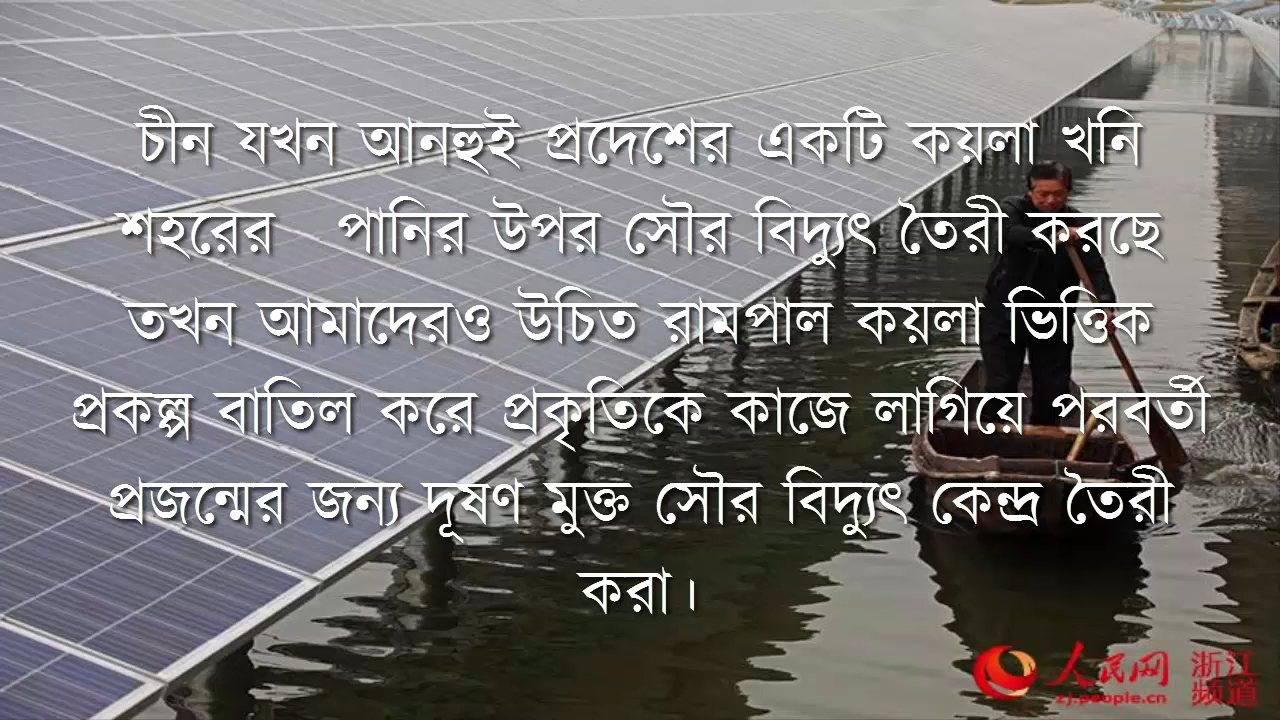 চীন যখন আনহুই প্রদেশের একটি কয়লা খনি
শহরের পানির উপর সৌর বিদ্যুৎ তৈরী করছে
তখন আমাদেরও উচিত রামপাল কয়লা ভিত্তিক
প্রকল্প বাতিল করে প্রকৃতিকে কাজে লাগিয়ে পরবর্তী
প্রজন্মের জন্য দূষণ মুক্ত সৌর বিদ্যুৎ কেন্দ্র তৈরী
করা।
人民网 浙江
zj.people.cn 频道